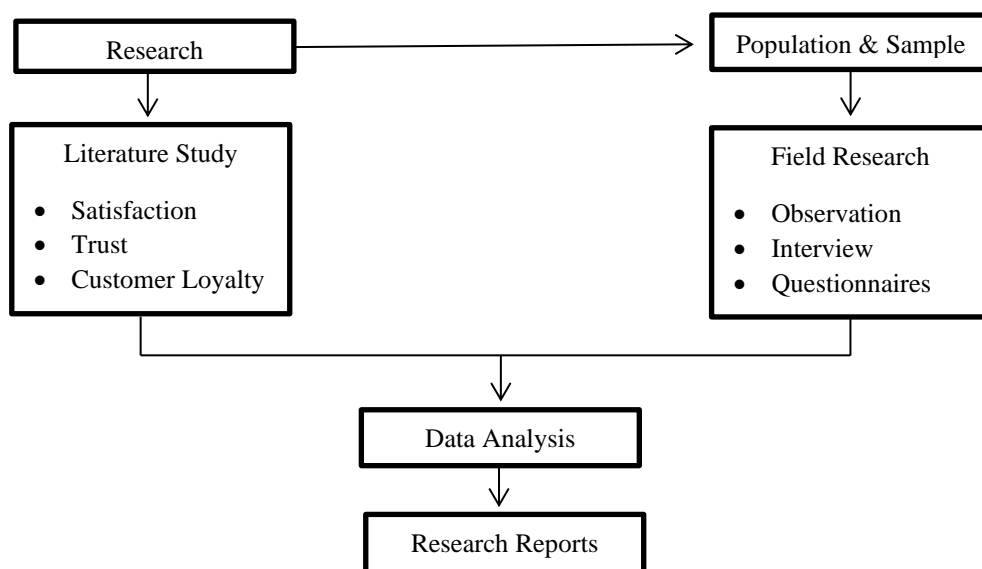 Research
Population & Sample
Literature Study
• Satisfaction
• Trust
• Customer Loyalty
Field Research
• Observation
• Interview
• Questionnaires
Data Analysis
Research Reports